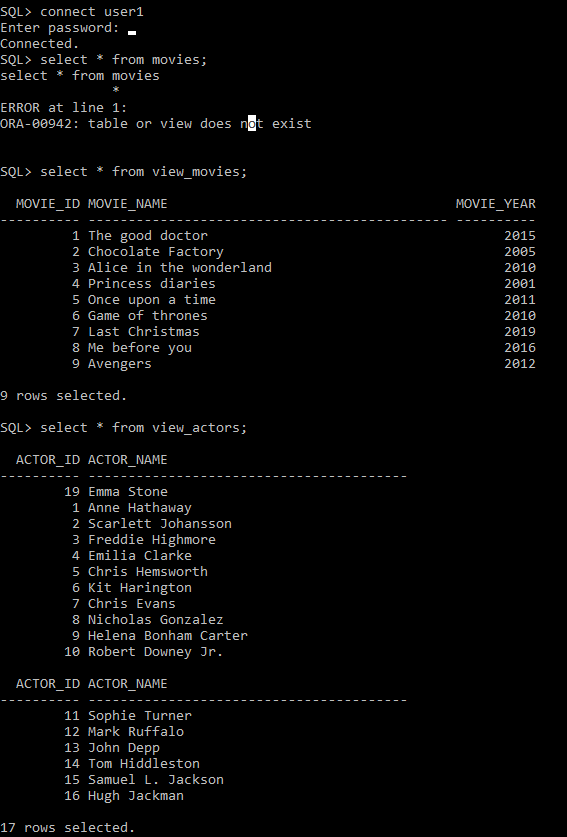 SQL> connect user1
Enter password:
Connected.
SQL> select * from movies;
select * from movies
              *
ERROR at line 1:
ORA-00942: table or view does not exist
SQL> select * from view_movies;
  MOVIE_ID MOVIE_NAME                                    MOVIE_YEAR
---------- --------------------------------------------- ----------
         1 The good doctor                                     2015
         2 Chocolate Factory                                   2005
         3 Alice in the wonderland                             2010
         4 Princess diaries                                    2001
         5 Once upon a time                                    2011
         6 Game of thrones                                     2010
         7 Last Christmas                                      2019
         8 Me before you                                       2016
         9 Avengers                                            2012
9 rows selected.
SQL> select * from view_actors;
  ACTOR_ID ACTOR_NAME
---------- ----------------------------------------
        19 Emma Stone
         1 Anne Hathaway
         2 Scarlett Johansson
         3 Freddie Highmore
         4 Emilia Clarke
         5 Chris Hemsworth
         6 Kit Harington
         7 Chris Evans
         8 Nicholas Gonzalez
         9 Helena Bonham Carter
        10 Robert Downey Jr.
  ACTOR_ID ACTOR_NAME
---------- ----------------------------------------
        11 Sophie Turner
        12 Mark Ruffalo
        13 John Depp
        14 Tom Hiddleston
        15 Samuel L. Jackson
        16 Hugh Jackman
17 rows selected.